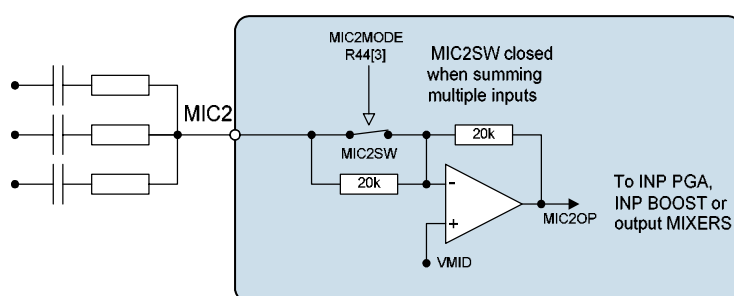 MIC2MODE
R44[3]
MIC2SW closed
when summing
multiple inputs
MIC2
MIC2SW
20k
20k
-
+
VMID
MIC2OP
To INP PGA,
INP BOOST or
output MIXERS